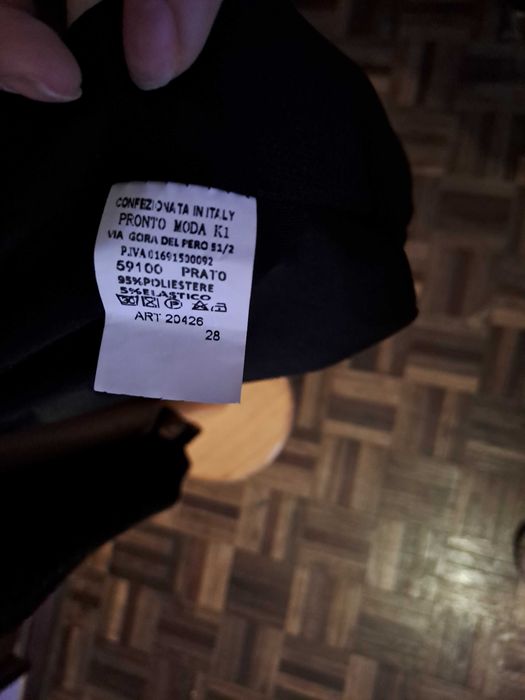 CONFEZIONATA IN ITALY
PRONTO MODA K1
VIA GORA DEL PERO 51/2
P.IVA 01691530092
59100 PRATO
95%POLIESTERE
5%ELASTICO
ART 20426
28